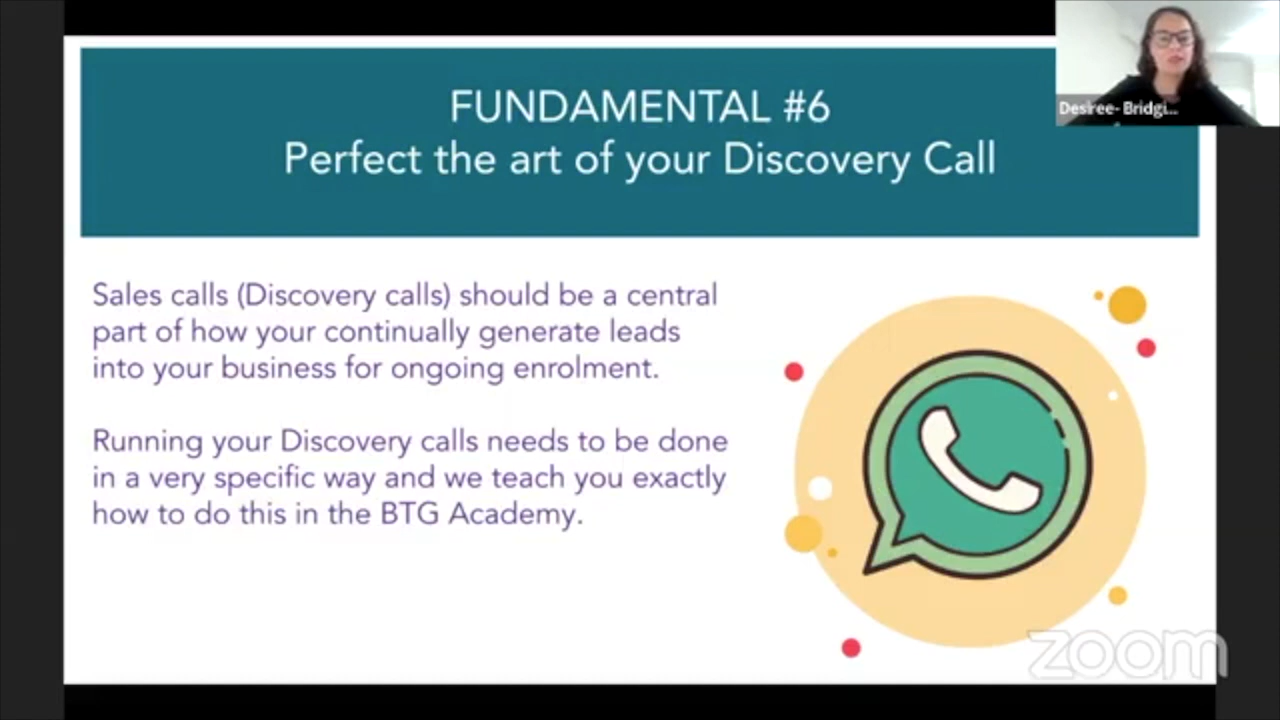 FUNDAMENTAL #6
Perfect the art of your Discovery Call
Desiree- Bridgi...
Sales calls (Discovery calls) should be a central
part of how your continually generate leads
into your business for ongoing enrolment.
Running your Discovery calls needs to be done
in a very specific way and we teach you exactly
how to do this in the BTG Academy.
zoom